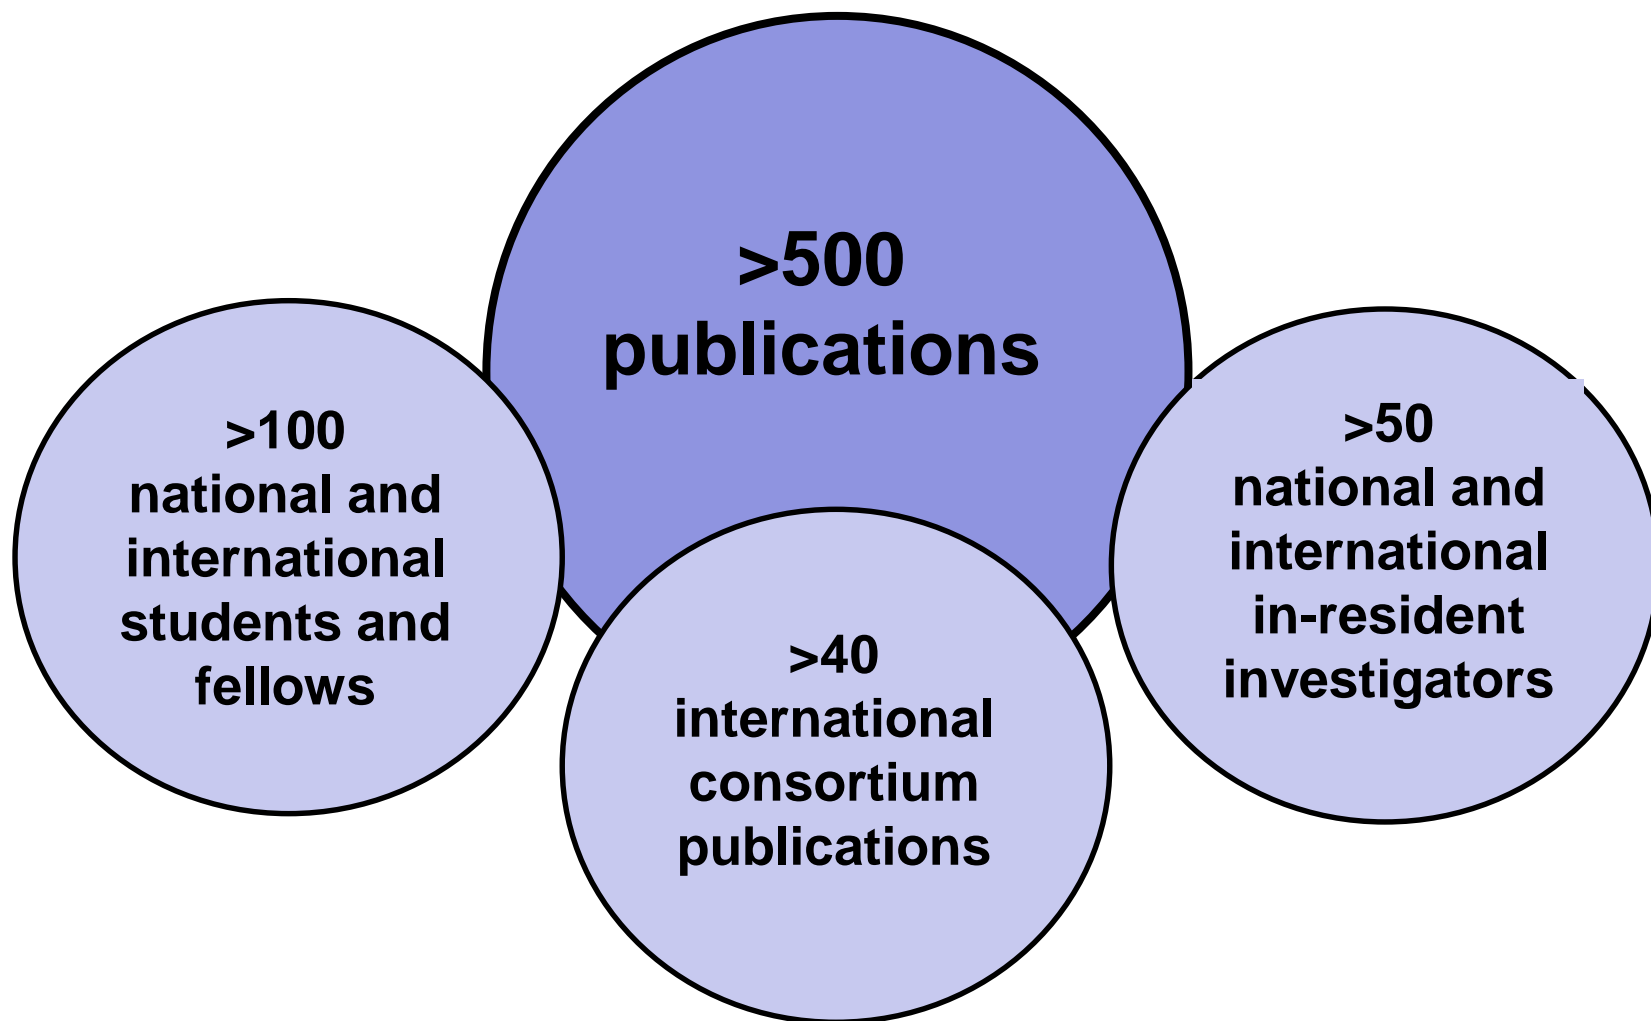 >500
publications
>100
national and
international
students and
fellows
>40
international
consortium
publications
>50
national and
international
in-resident
investigators